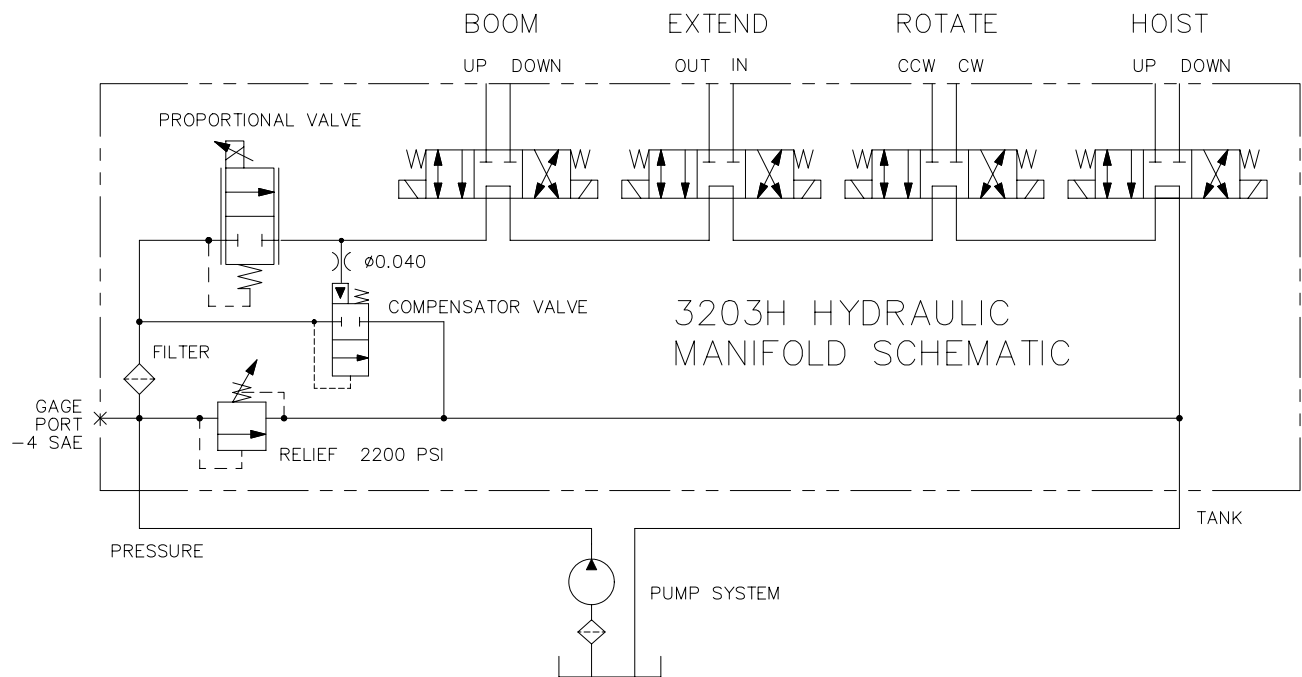 BOOM EXTEND ROTATE HOIST
UP DOWN OUT IN CCW CW UP DOWN
PROPORTIONAL VALVE
ø0.040
COMPENSATOR VALVE
3203H HYDRAULIC
MANIFOLD SCHEMATIC
FILTER
GAGE
PORT
-4 SAE
RELIEF 2200 PSI
TANK
PRESSURE
PUMP SYSTEM